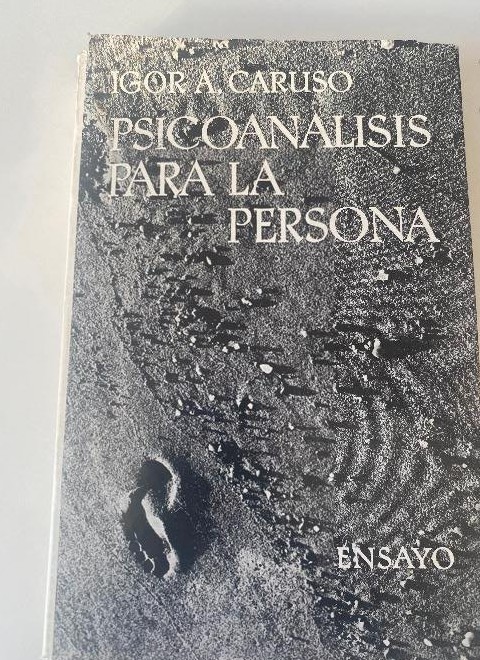 IGOR A. CARUSO
PSICOANALISIS
PARA LA
PERSONA
ENSAYO